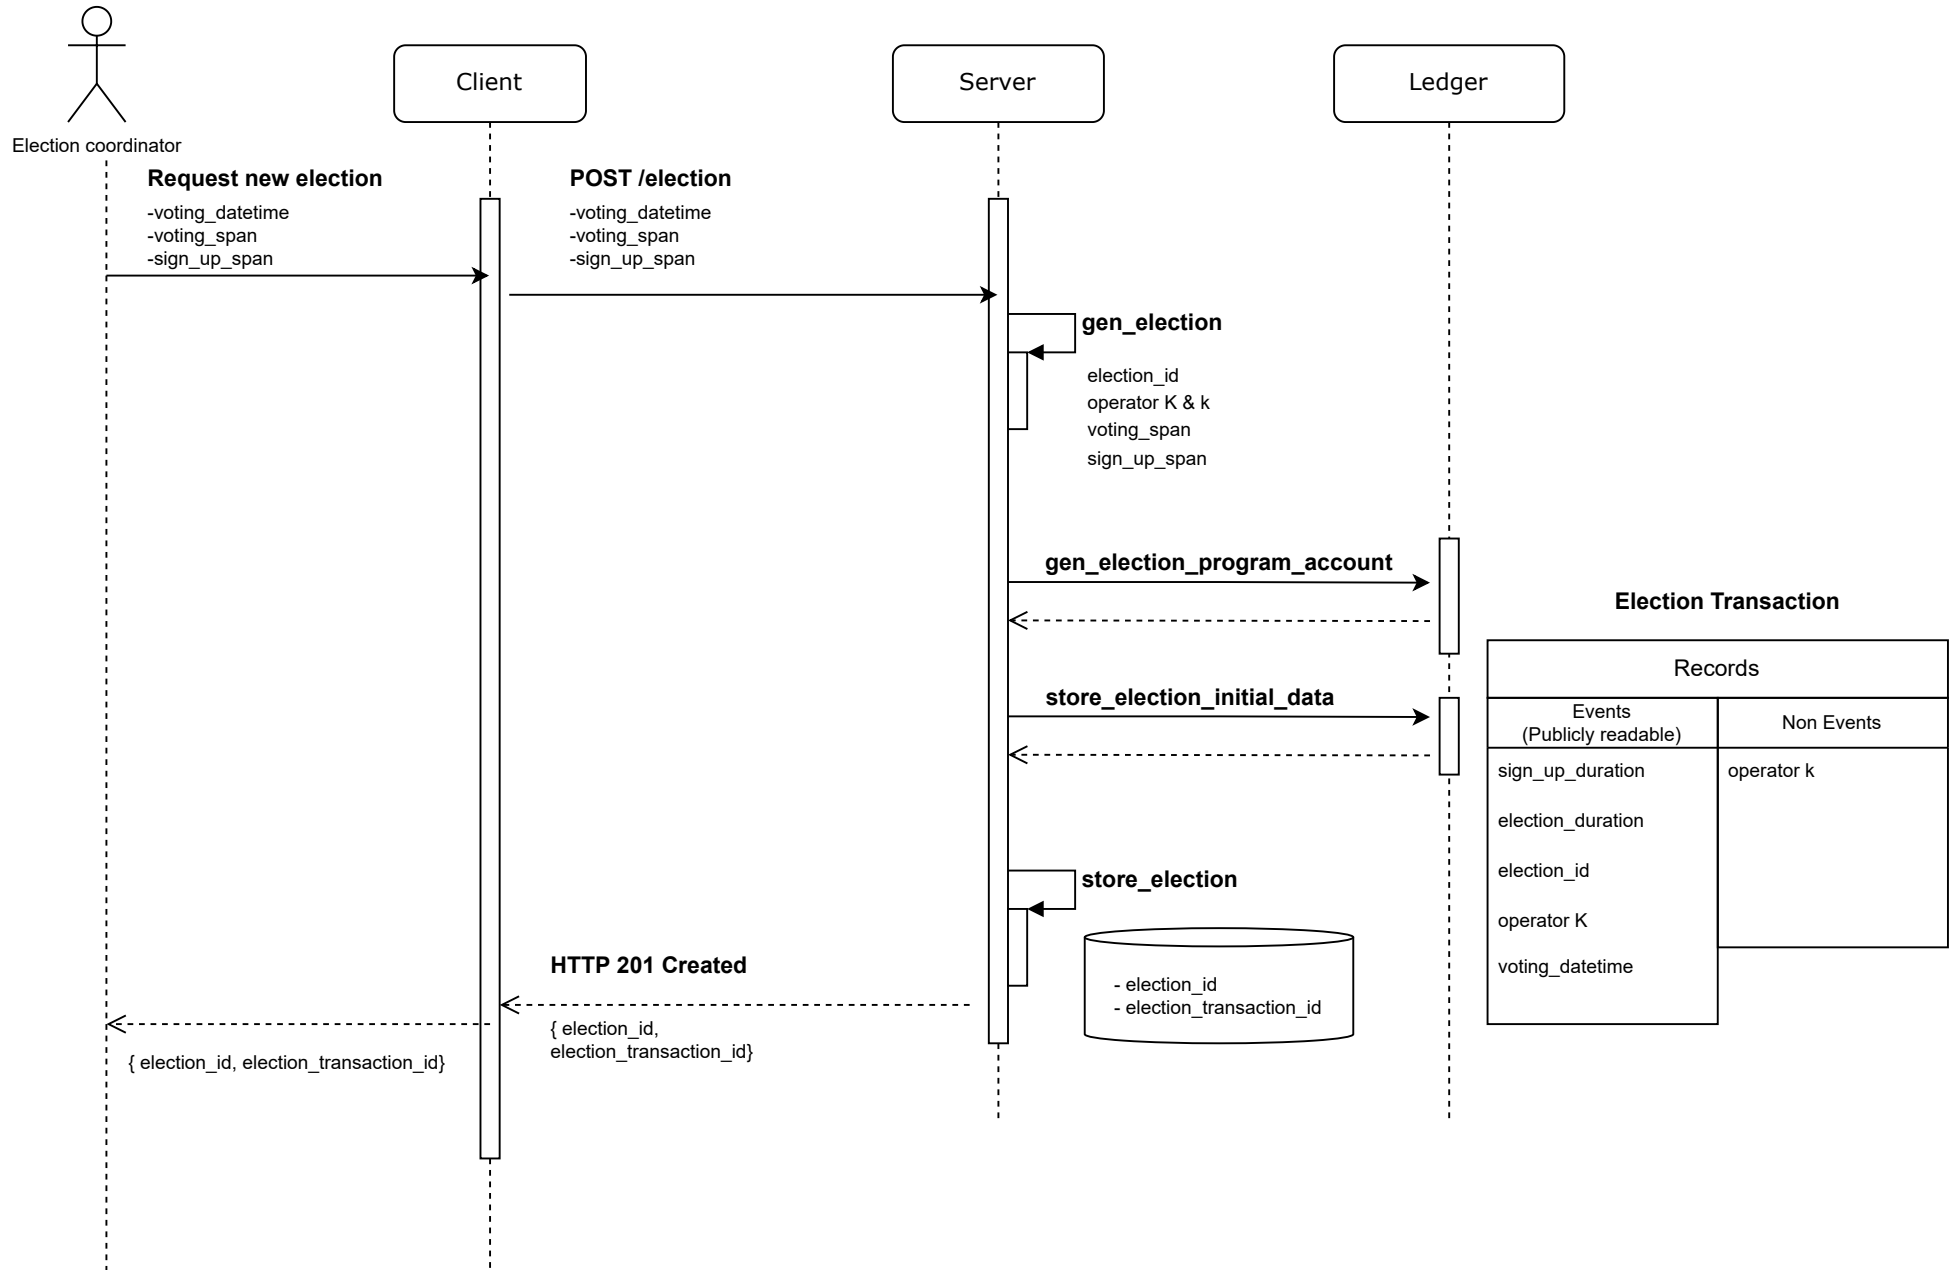 Client
Server
Ledger
Election coordinator
Request new election
-voting_datetime
-voting_span
-sign_up_span
POST /election
-voting_datetime
-voting_span
-sign_up_span
gen_election
election_id
operator K & k
voting_span
sign_up_span
gen_election_program_account
store_election_initial_data
Election Transaction
Records
Events
(Publicly readable)
Non Events
sign_up_duration
operator k
election_duration
election_id
operator K
voting_datetime
store_election
- election_id
- election_transaction_id
HTTP 201 Created
{ election_id,
election_transaction_id}
{ election_id, election_transaction_id}